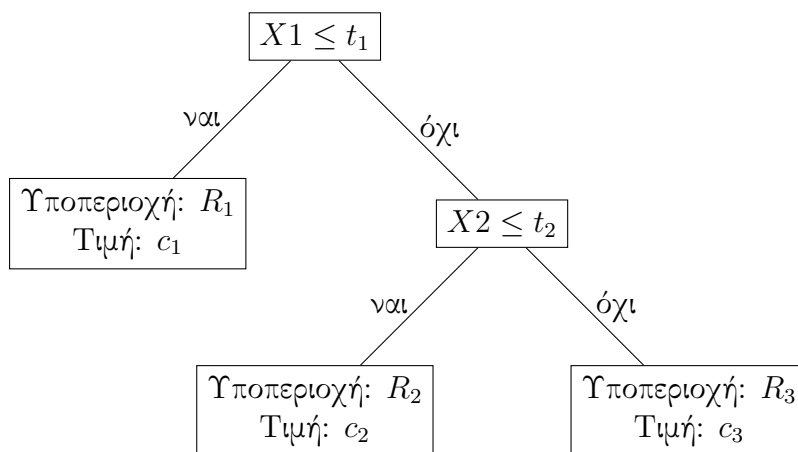 X1 ≤ t₁
ναι
όχι
Υποπεριοχή: R₁
Τιμή: c₁
X2 ≤ t₂
ναι
όχι
Υποπεριοχή: R₂
Τιμή: c₂
Υποπεριοχή: R₃
Τιμή: c₃